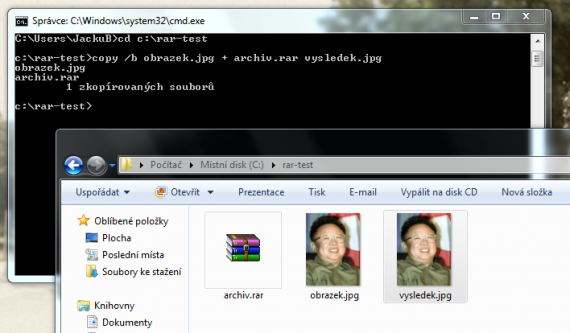 Správce: C:\Windows\system32\cmd.exe
C:\Users\JackuB>cd c:\rar-test
c:\rar-test>copy /b obrazek.jpg + archiv.rar vysledek.jpg
obrazek.jpg
archiv.rar
1 zkopírovaných souborů
c:\rar-test>
Počítač Místní disk (C:) rar-test
Uspořádat Otevřít Prezentace Tisk E-mail Vypálit na disk CD Nová složka
Oblíbené položky
Plocha
Poslední místa
Soubory ke stažení
Knihovny
Dokumenty
archiv.rar obrazek.jpg vysledek.jpg